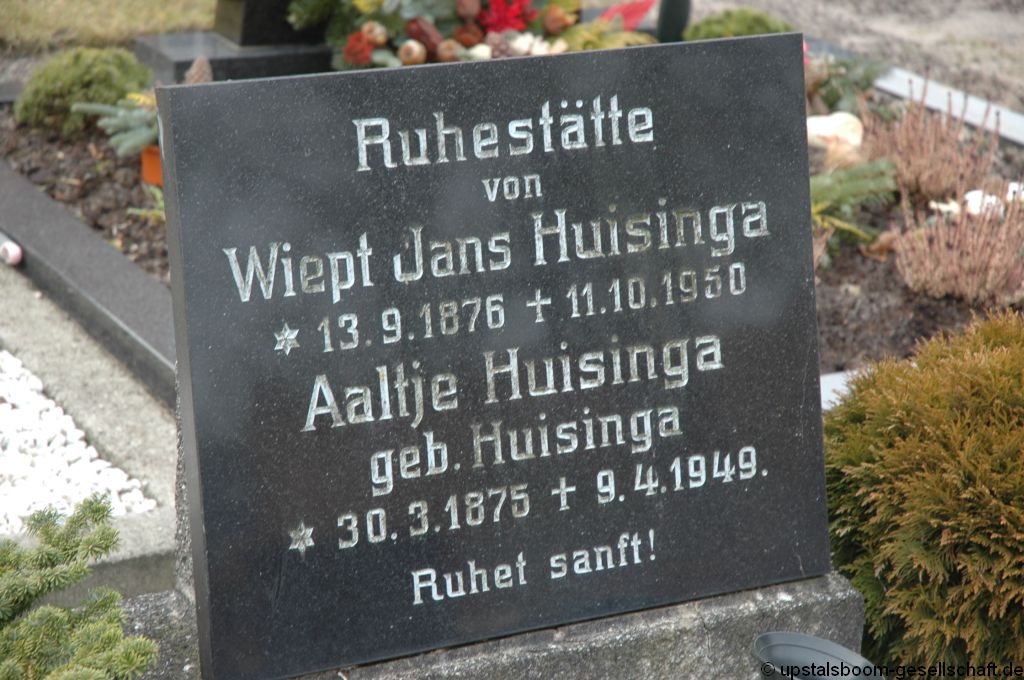 Ruhestätte
von
Wiept Jans Huisinga
* 13.9.1876 + 11.10.1950
Aaltje Huisinga
geb. Huisinga
* 30.3.1875 + 9.4.1949.
Ruhet sanft!
© upstalsboom-gesellschaft.de